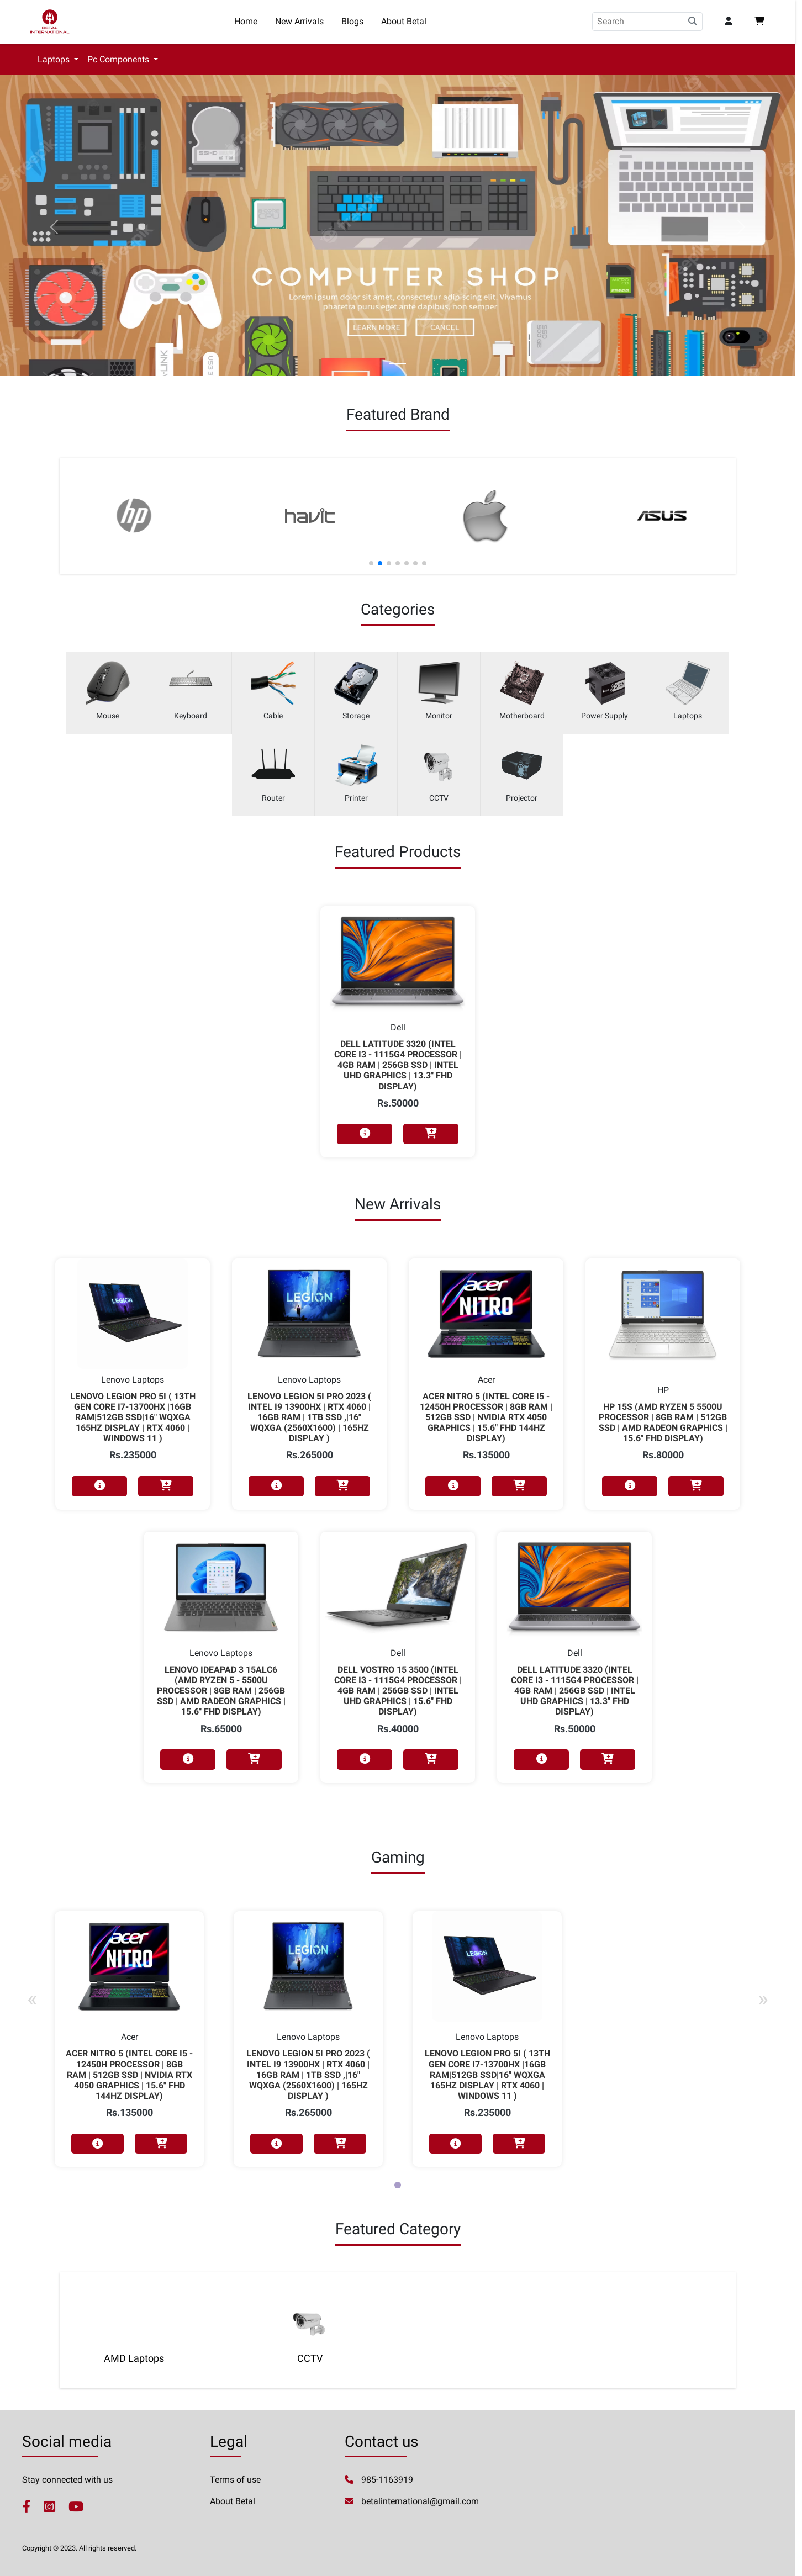 BETAL
INTERNATIONAL
Home
New Arrivals
Blogs
About Betal
Search
Laptops
Pc Components
COMPUTER SHOP
Lorem ipsum dolor sit amet, consectetur adipiscing elit. Vivamus
pharetra purus eget ante dapibus, non semper
LEARN MORE
CANCEL
CPU
Featured Brand
hp
havit
ASUS
Categories
Mouse
Keyboard
Cable
Storage
Monitor
Motherboard
Power Supply
Laptops
Router
Printer
CCTV
Projector
Featured Products
Dell
DELL LATITUDE 3320 (INTEL
CORE I3 - 1115G4 PROCESSOR |
4GB RAM | 256GB SSD | INTEL
UHD GRAPHICS | 13.3" FHD
DISPLAY)
Rs.50000
New Arrivals
LEGION
Lenovo Laptops
LENOVO LEGION PRO 5I ( 13TH
GEN CORE I7-13700HX |16GB
RAM|512GB SSD|16" WQXGA
165HZ DISPLAY | RTX 4060 |
WINDOWS 11 )
Rs.235000
LEGION
Lenovo Laptops
LENOVO LEGION 5I PRO 2023 (
INTEL I9 13900HX | RTX 4060 |
16GB RAM | 1TB SSD ,|16"
WQXGA (2560X1600) | 165HZ
DISPLAY )
Rs.265000
acer
NITRO
Acer
ACER NITRO 5 (INTEL CORE I5 -
12450H PROCESSOR | 8GB RAM |
512GB SSD | NVIDIA RTX 4050
GRAPHICS | 15.6" FHD 144HZ
DISPLAY)
Rs.135000
HP
HP 15S (AMD RYZEN 5 5500U
PROCESSOR | 8GB RAM | 512GB
SSD | AMD RADEON GRAPHICS |
15.6" FHD DISPLAY)
Rs.80000
Lenovo Laptops
LENOVO IDEAPAD 3 15ALC6
(AMD RYZEN 5 - 5500U
PROCESSOR | 8GB RAM | 256GB
SSD | AMD RADEON GRAPHICS |
15.6" FHD DISPLAY)
Rs.65000
Dell
DELL VOSTRO 15 3500 (INTEL
CORE I3 - 1115G4 PROCESSOR |
4GB RAM | 256GB SSD | INTEL
UHD GRAPHICS | 15.6" FHD
DISPLAY)
Rs.40000
Dell
DELL LATITUDE 3320 (INTEL
CORE I3 - 1115G4 PROCESSOR |
4GB RAM | 256GB SSD | INTEL
UHD GRAPHICS | 13.3" FHD
DISPLAY)
Rs.50000
Gaming
«
»
acer
NITRO
Acer
ACER NITRO 5 (INTEL CORE I5 -
12450H PROCESSOR | 8GB
RAM | 512GB SSD | NVIDIA RTX
4050 GRAPHICS | 15.6" FHD
144HZ DISPLAY)
Rs.135000
LEGION
Lenovo Laptops
LENOVO LEGION 5I PRO 2023 (
INTEL I9 13900HX | RTX 4060 |
16GB RAM | 1TB SSD ,|16"
WQXGA (2560X1600) | 165HZ
DISPLAY )
Rs.265000
LEGION
Lenovo Laptops
LENOVO LEGION PRO 5I ( 13TH
GEN CORE I7-13700HX |16GB
RAM|512GB SSD|16" WQXGA
165HZ DISPLAY | RTX 4060 |
WINDOWS 11 )
Rs.235000
Featured Category
AMD Laptops
CCTV
Social media
Stay connected with us
Legal
Terms of use
About Betal
Contact us
985-1163919
betalinternational@gmail.com
Copyright © 2023. All rights reserved.